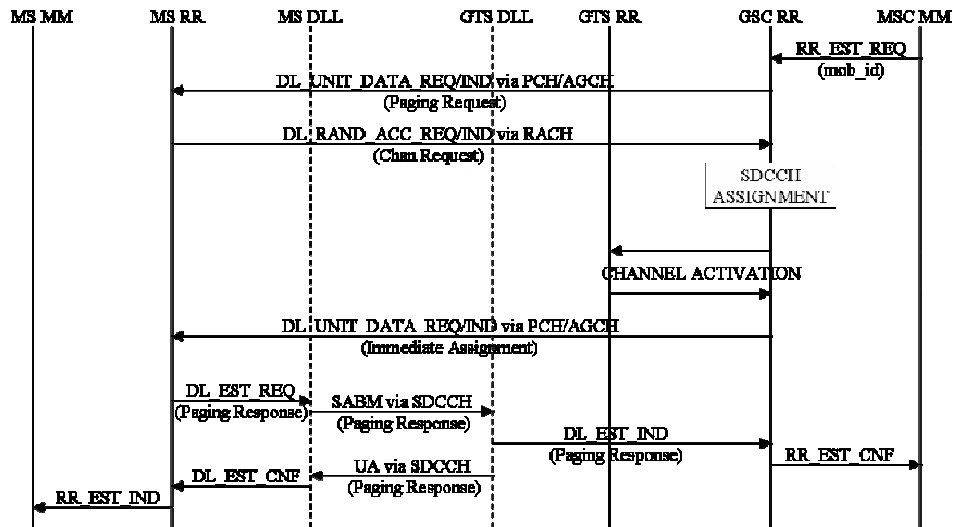 MS MM MS RR MS DLL GTS DLL GTS RR GSC RR MSC MM
RR_EST_REQ
(mob_id)
DL_UNIT_DATA_REQ/IND via PCH/AGCH
(Paging Request)
DL_RAND_ACC_REQ/IND via RACH
(Chan Request)
SDCCH
ASSIGNMENT
CHANNEL ACTIVATION
DL_UNIT_DATA_REQ/IND via PCH/AGCH
(Immediate Assignment)
DL_EST_REQ
(Paging Response)
SABM via SDCCH
(Paging Response)
DL_EST_IND
(Paging Response)
RR_EST_CNF
UA via SDCCH
(Paging Response)
DL_EST_CNF
RR_EST_IND